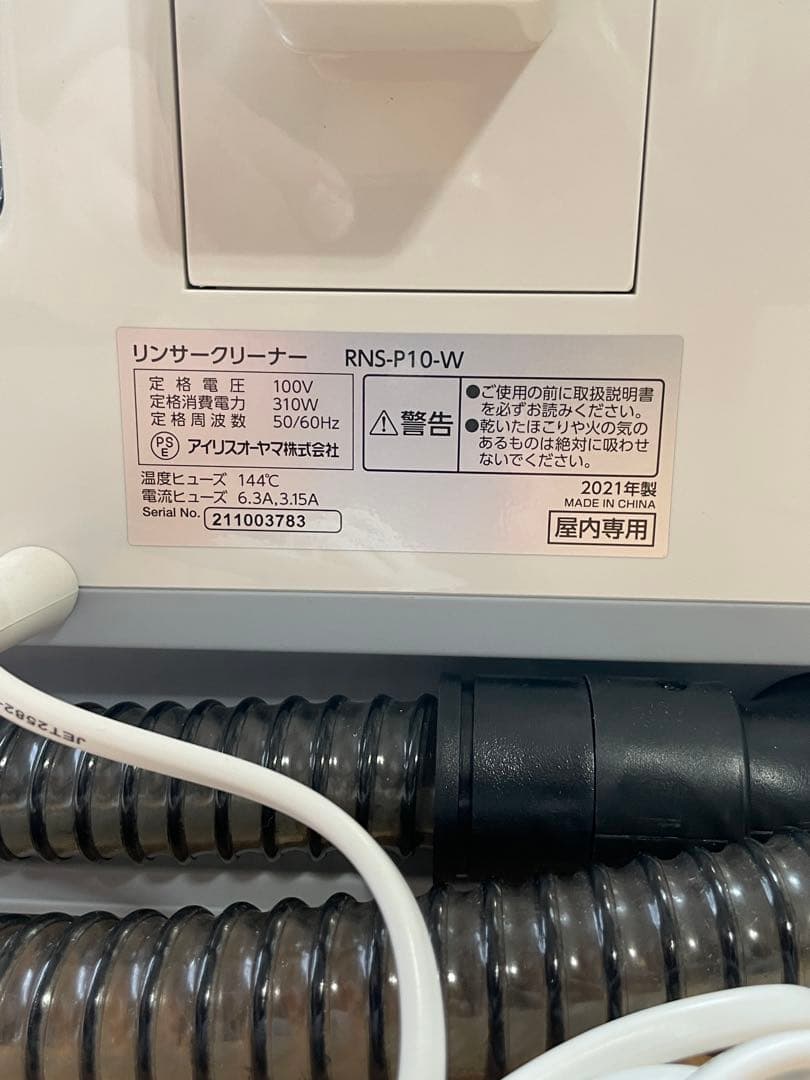 リンサークリーナー RNS-P10-W
定格電圧 100V
定格消費電力 310W
定格周波数 50/60Hz
PSE アイリスオーヤマ株式会社
警告
●ご使用の前に取扱説明書
を必ずお読みください。
●乾いたほこりや火の気の
あるものは絶対に吸わせ
ないでください。
温度ヒューズ 144℃
電流ヒューズ 6.3A,3.15A
Serial No. 211003783
2021年製
MADE IN CHINA
屋内専用
JET2582-